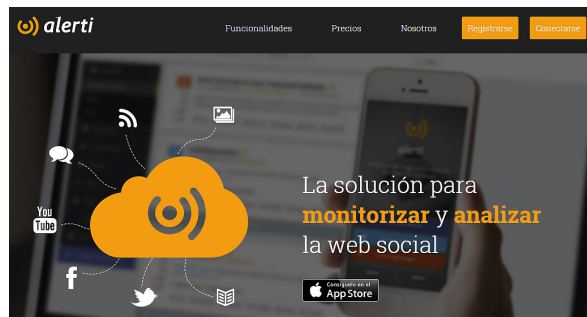 alerti
Funcionalidades
Precios
Nosotros
Registrarse
Conectarse
alerti
You
Tube
La solución para
monitorizar y analizar
la web social
Consíguelo en el
App Store